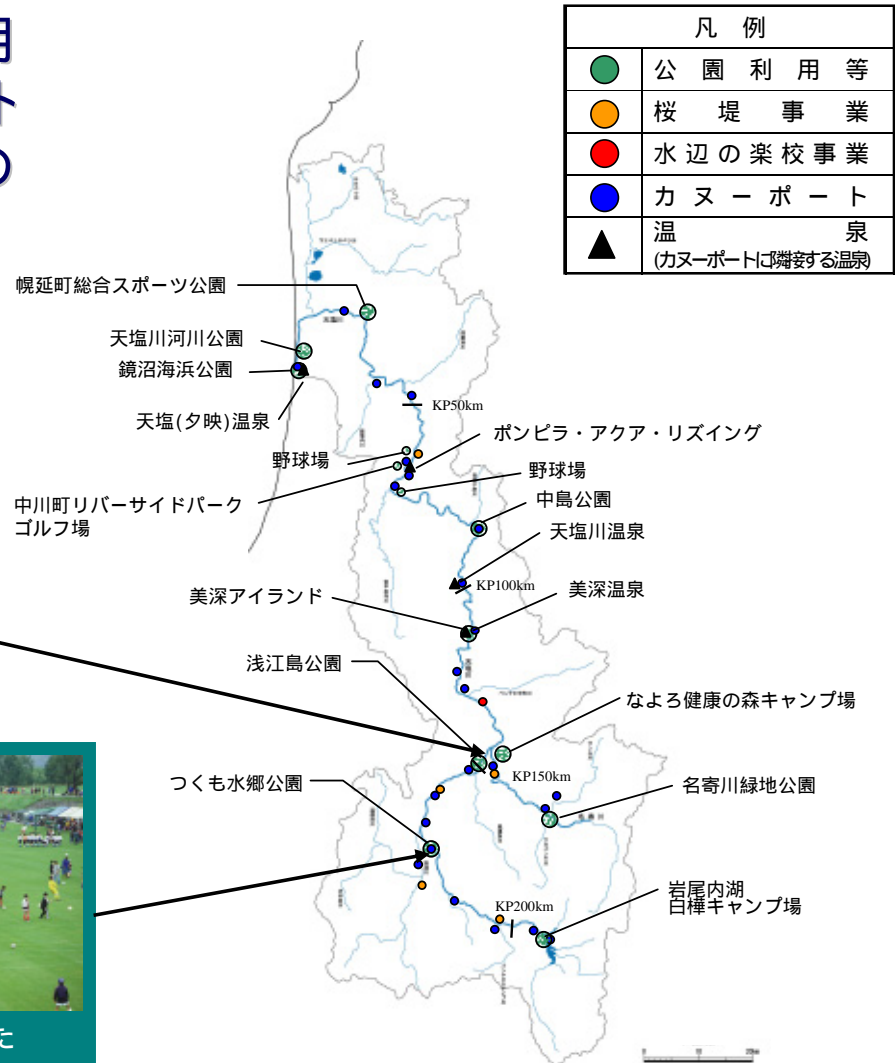 凡 例
公 園 利 用 等
桜 堤 事 業
水 辺 の 楽 校 事 業
カ ヌ ー ポ ー ト
温 泉
(カヌーポートに隣接する温泉)
幌延町総合スポーツ公園
天塩川河川公園
鏡沼海浜公園
KP50km
天塩(夕映)温泉
ポンピラ・アクア・リズイング
野球場
野球場
中川町リバーサイドパーク
ゴルフ場
中島公園
天塩川温泉
KP100km
美深アイランド
美深温泉
浅江島公園
なよろ健康の森キャンプ場
KP150km
つくも水郷公園
名寄川緑地公園
岩尾内湖
白樺キャンプ場
KP200km
た